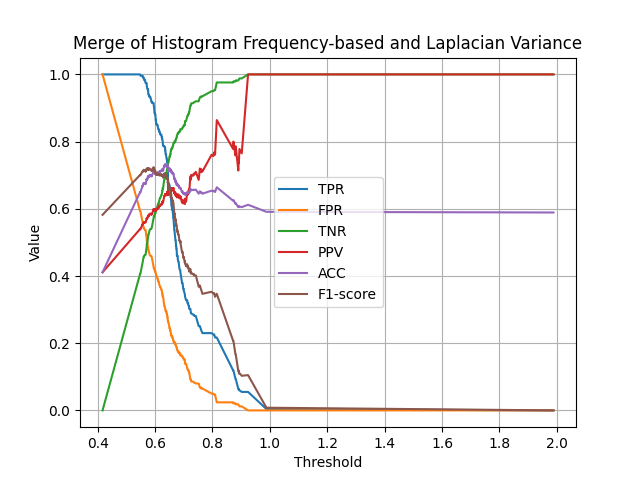 Merge of Histogram Frequency-based and Laplacian Variance
1.0
0.8
0.6
0.4
0.2
0.0
Value
TPR
FPR
TNR
PPV
ACC
F1-score
0.4 0.6 0.8 1.0 1.2 1.4 1.6 1.8 2.0
Threshold